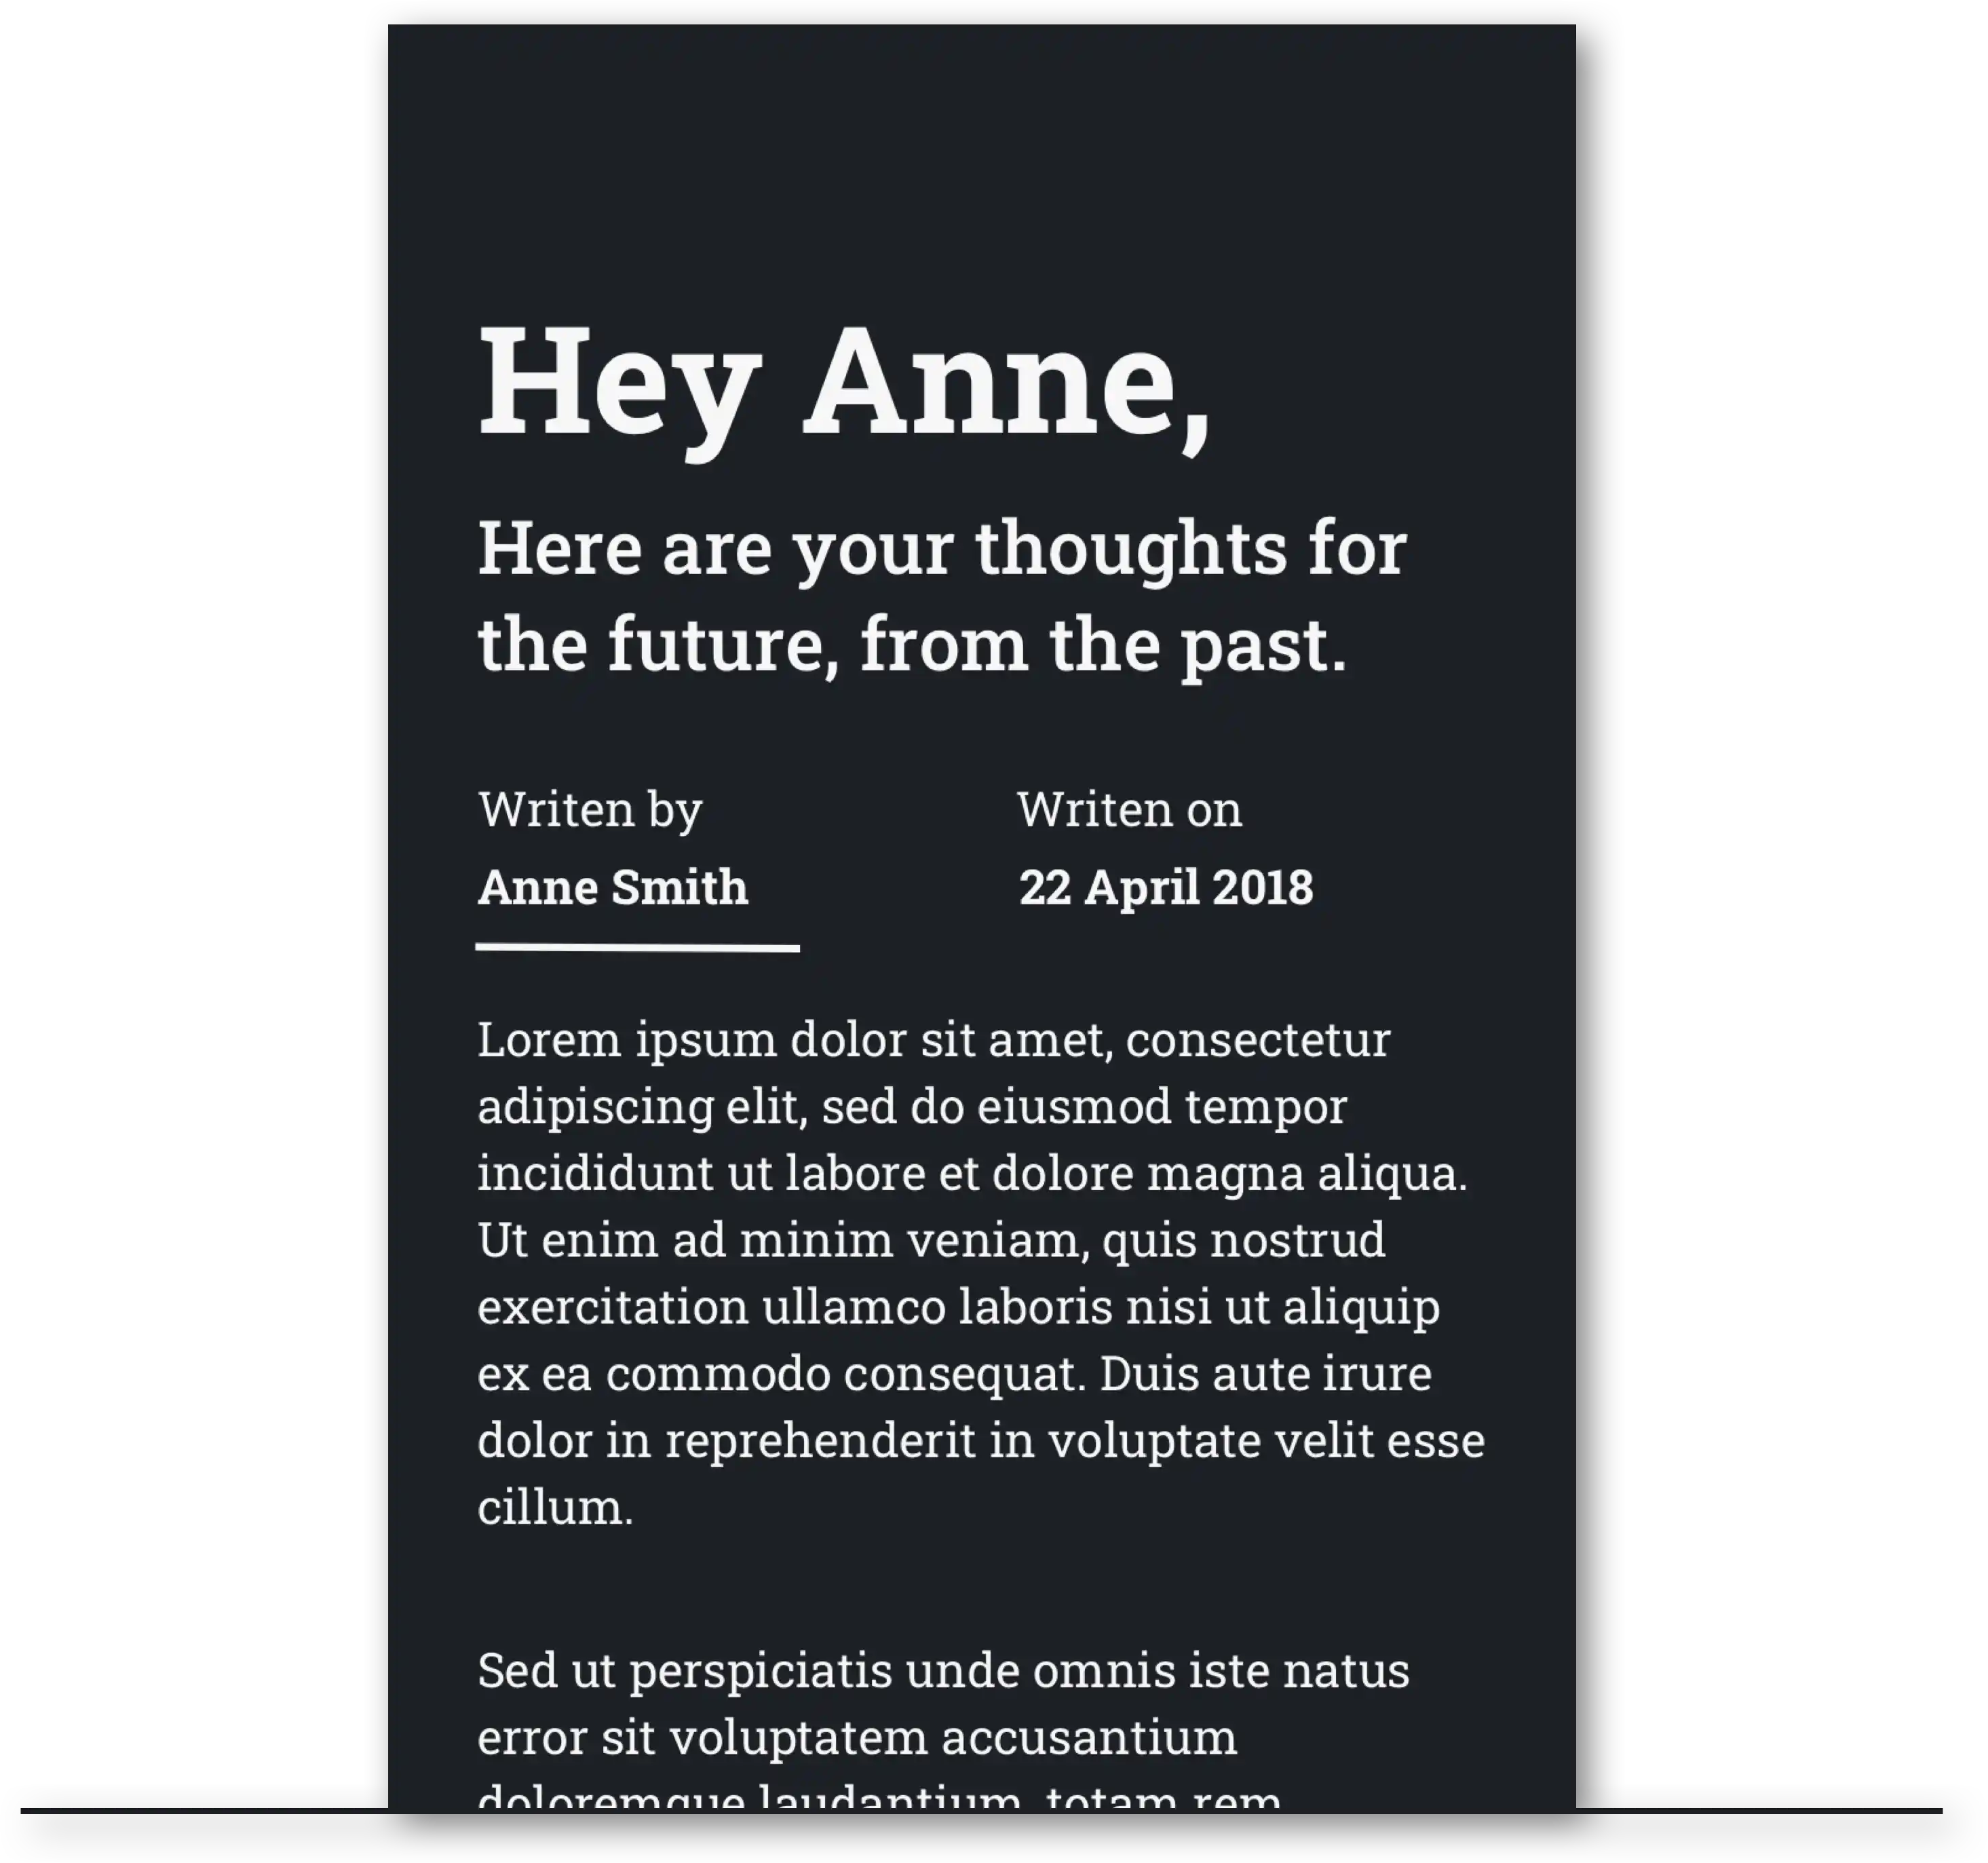 Hey Anne,
Here are your thoughts for
the future, from the past.
Writen by
Writen on
Anne Smith
22 April 2018
Lorem ipsum dolor sit amet, consectetur
adipiscing elit, sed do eiusmod tempor
incididunt ut labore et dolore magna aliqua.
Ut enim ad minim veniam, quis nostrud
exercitation ullamco laboris nisi ut aliquip
ex ea commodo consequat. Duis aute irure
dolor in reprehenderit in voluptate velit esse
cillum.
Sed ut perspiciatis unde omnis iste natus
error sit voluptatem accusantium
doloremque laudantium, totam rem